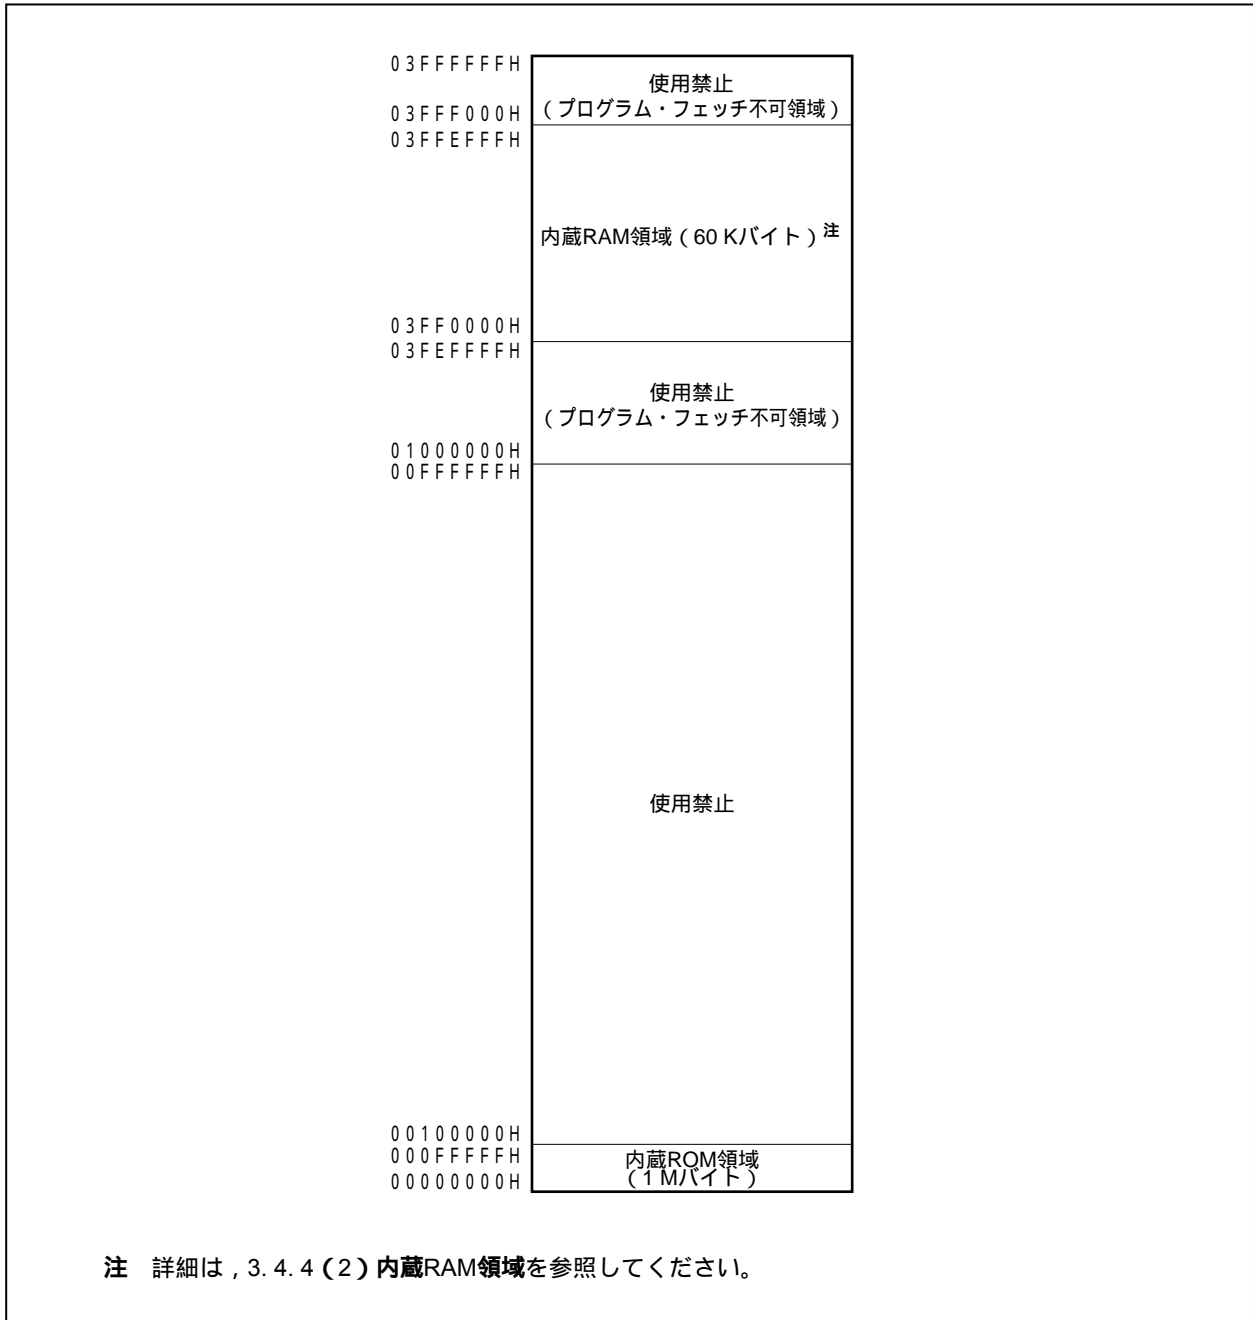 03FFFFFFH
使用禁止
（プログラム・フェッチ不可領域）
03FFF000H
03FFEFFFH
内蔵RAM領域（60 Kバイト）注
03FF0000H
03FEFFFFH
使用禁止
（プログラム・フェッチ不可領域）
01000000H
00FFFFFFH
使用禁止
00100000H
000FFFFFH
内蔵ROM領域
（1 Mバイト）
00000000H
注　詳細は，3. 4. 4（2）内蔵RAM領域を参照してください。